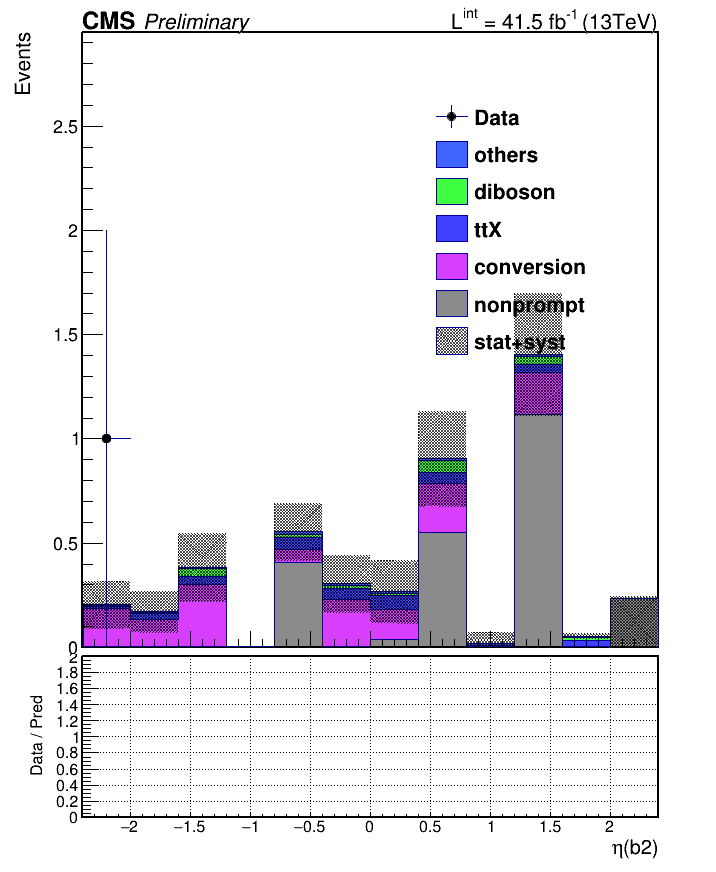 CMS Preliminary L^int = 41.5 fb^-1 (13TeV)
Events
2.5
2
1.5
1
0.5
0
Data
others
diboson
ttX
conversion
nonprompt
stat+syst
Data / Pred
2
1.8
1.6
1.4
1.2
1
0.8
0.6
0.4
0.2
0
−2 −1.5 −1 −0.5 0 0.5 1 1.5 2
η(b2)